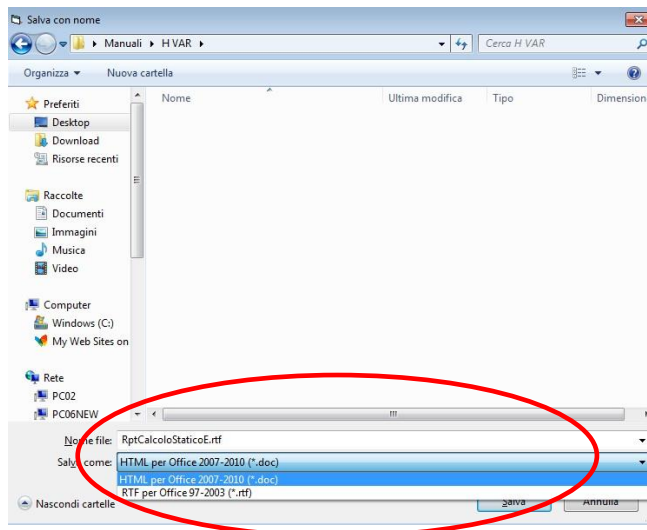 Salva con nome
Manuali H VAR
Cerca H VAR
Organizza Nuova cartella
Nome Ultima modifica Tipo Dimension
Preferiti
Desktop
Download
Risorse recenti
Raccolte
Documenti
Immagini
Musica
Video
Computer
Windows (C:)
My Web Sites on
Rete
PC02
PC06NEW
Nome file: RptCalcoloStaticoE.rtf
Salva come: HTML per Office 2007-2010 (*.doc)
HTML per Office 2007-2010 (*.doc)
RTF per Office 97-2003 (*.rtf)
Nascondi cartelle Salva Annulla